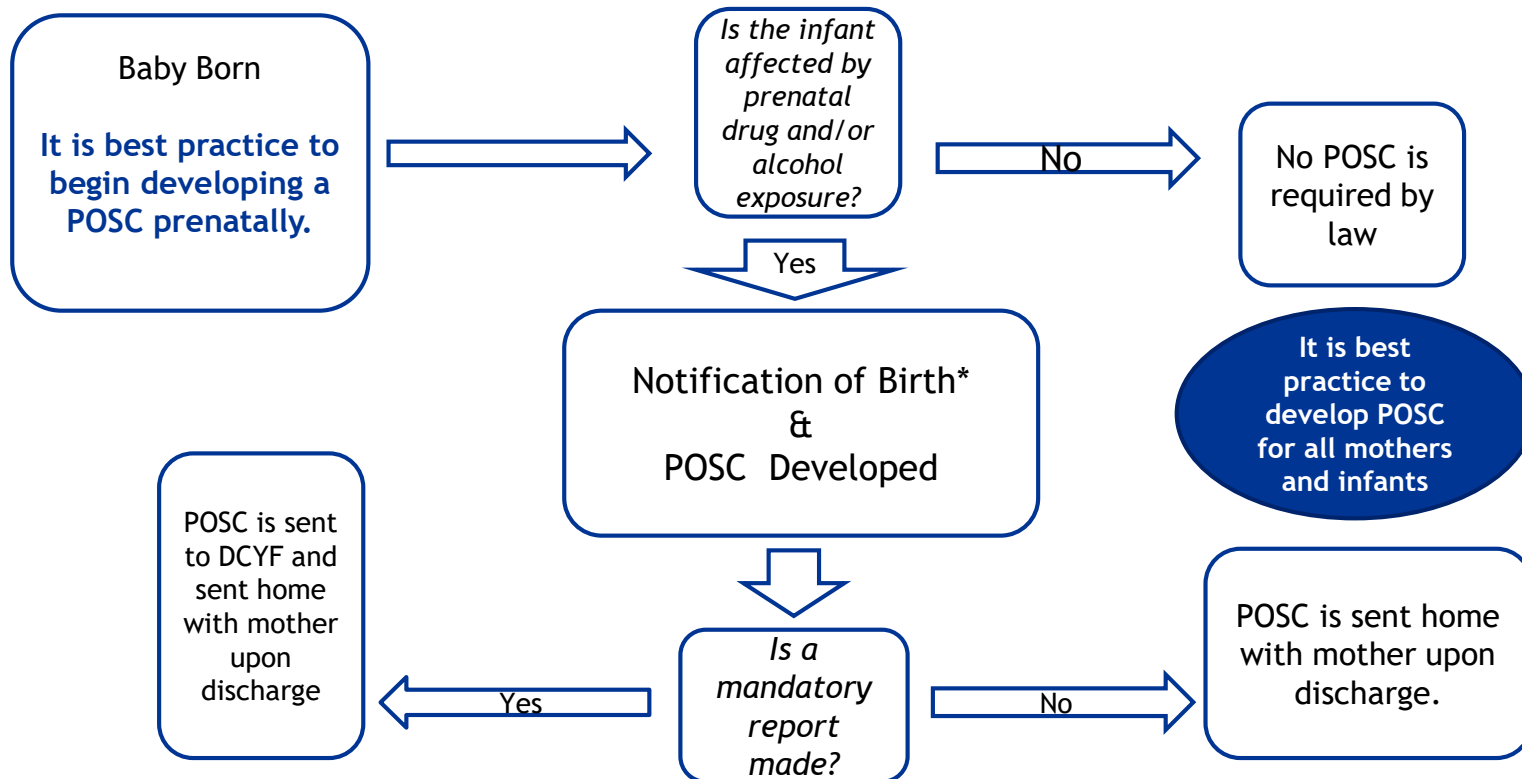 Baby Born
It is best practice to
begin developing a
POSC prenatally.
Is the infant
affected by
prenatal
drug and/or
alcohol
exposure?
No
No POSC is
required by
law
Yes
It is best
practice to
develop POSC
for all mothers
and infants
Notification of Birth*
&
POSC Developed
POSC is sent
to DCYF and
sent home
with mother
upon
discharge
Yes
Is a
mandatory
report
made?
No
POSC is sent home
with mother upon
discharge.